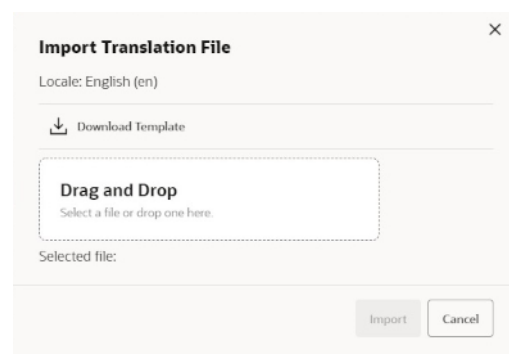 Import Translation File
Locale: English (en)
Download Template
Drag and Drop
Select a file or drop one here.
Selected file:
Import
Cancel